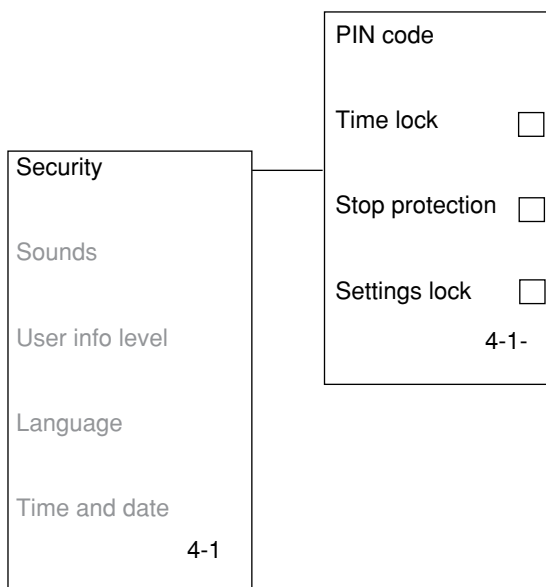 PIN code
Time lock
Stop protection
Settings lock
4-1-
Security
Sounds
User info level
Language
Time and date
4-1